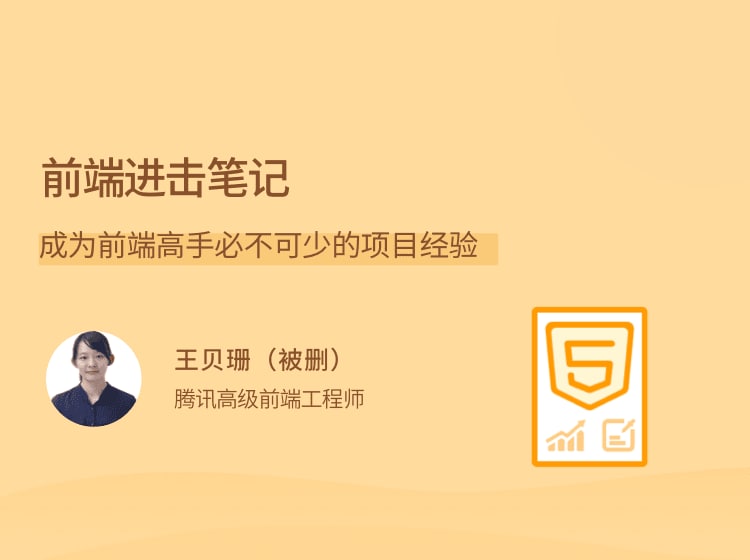 前端进击笔记
成为前端高手必不可少的项目经验
王贝珊（被删）
腾讯高级前端工程师
5